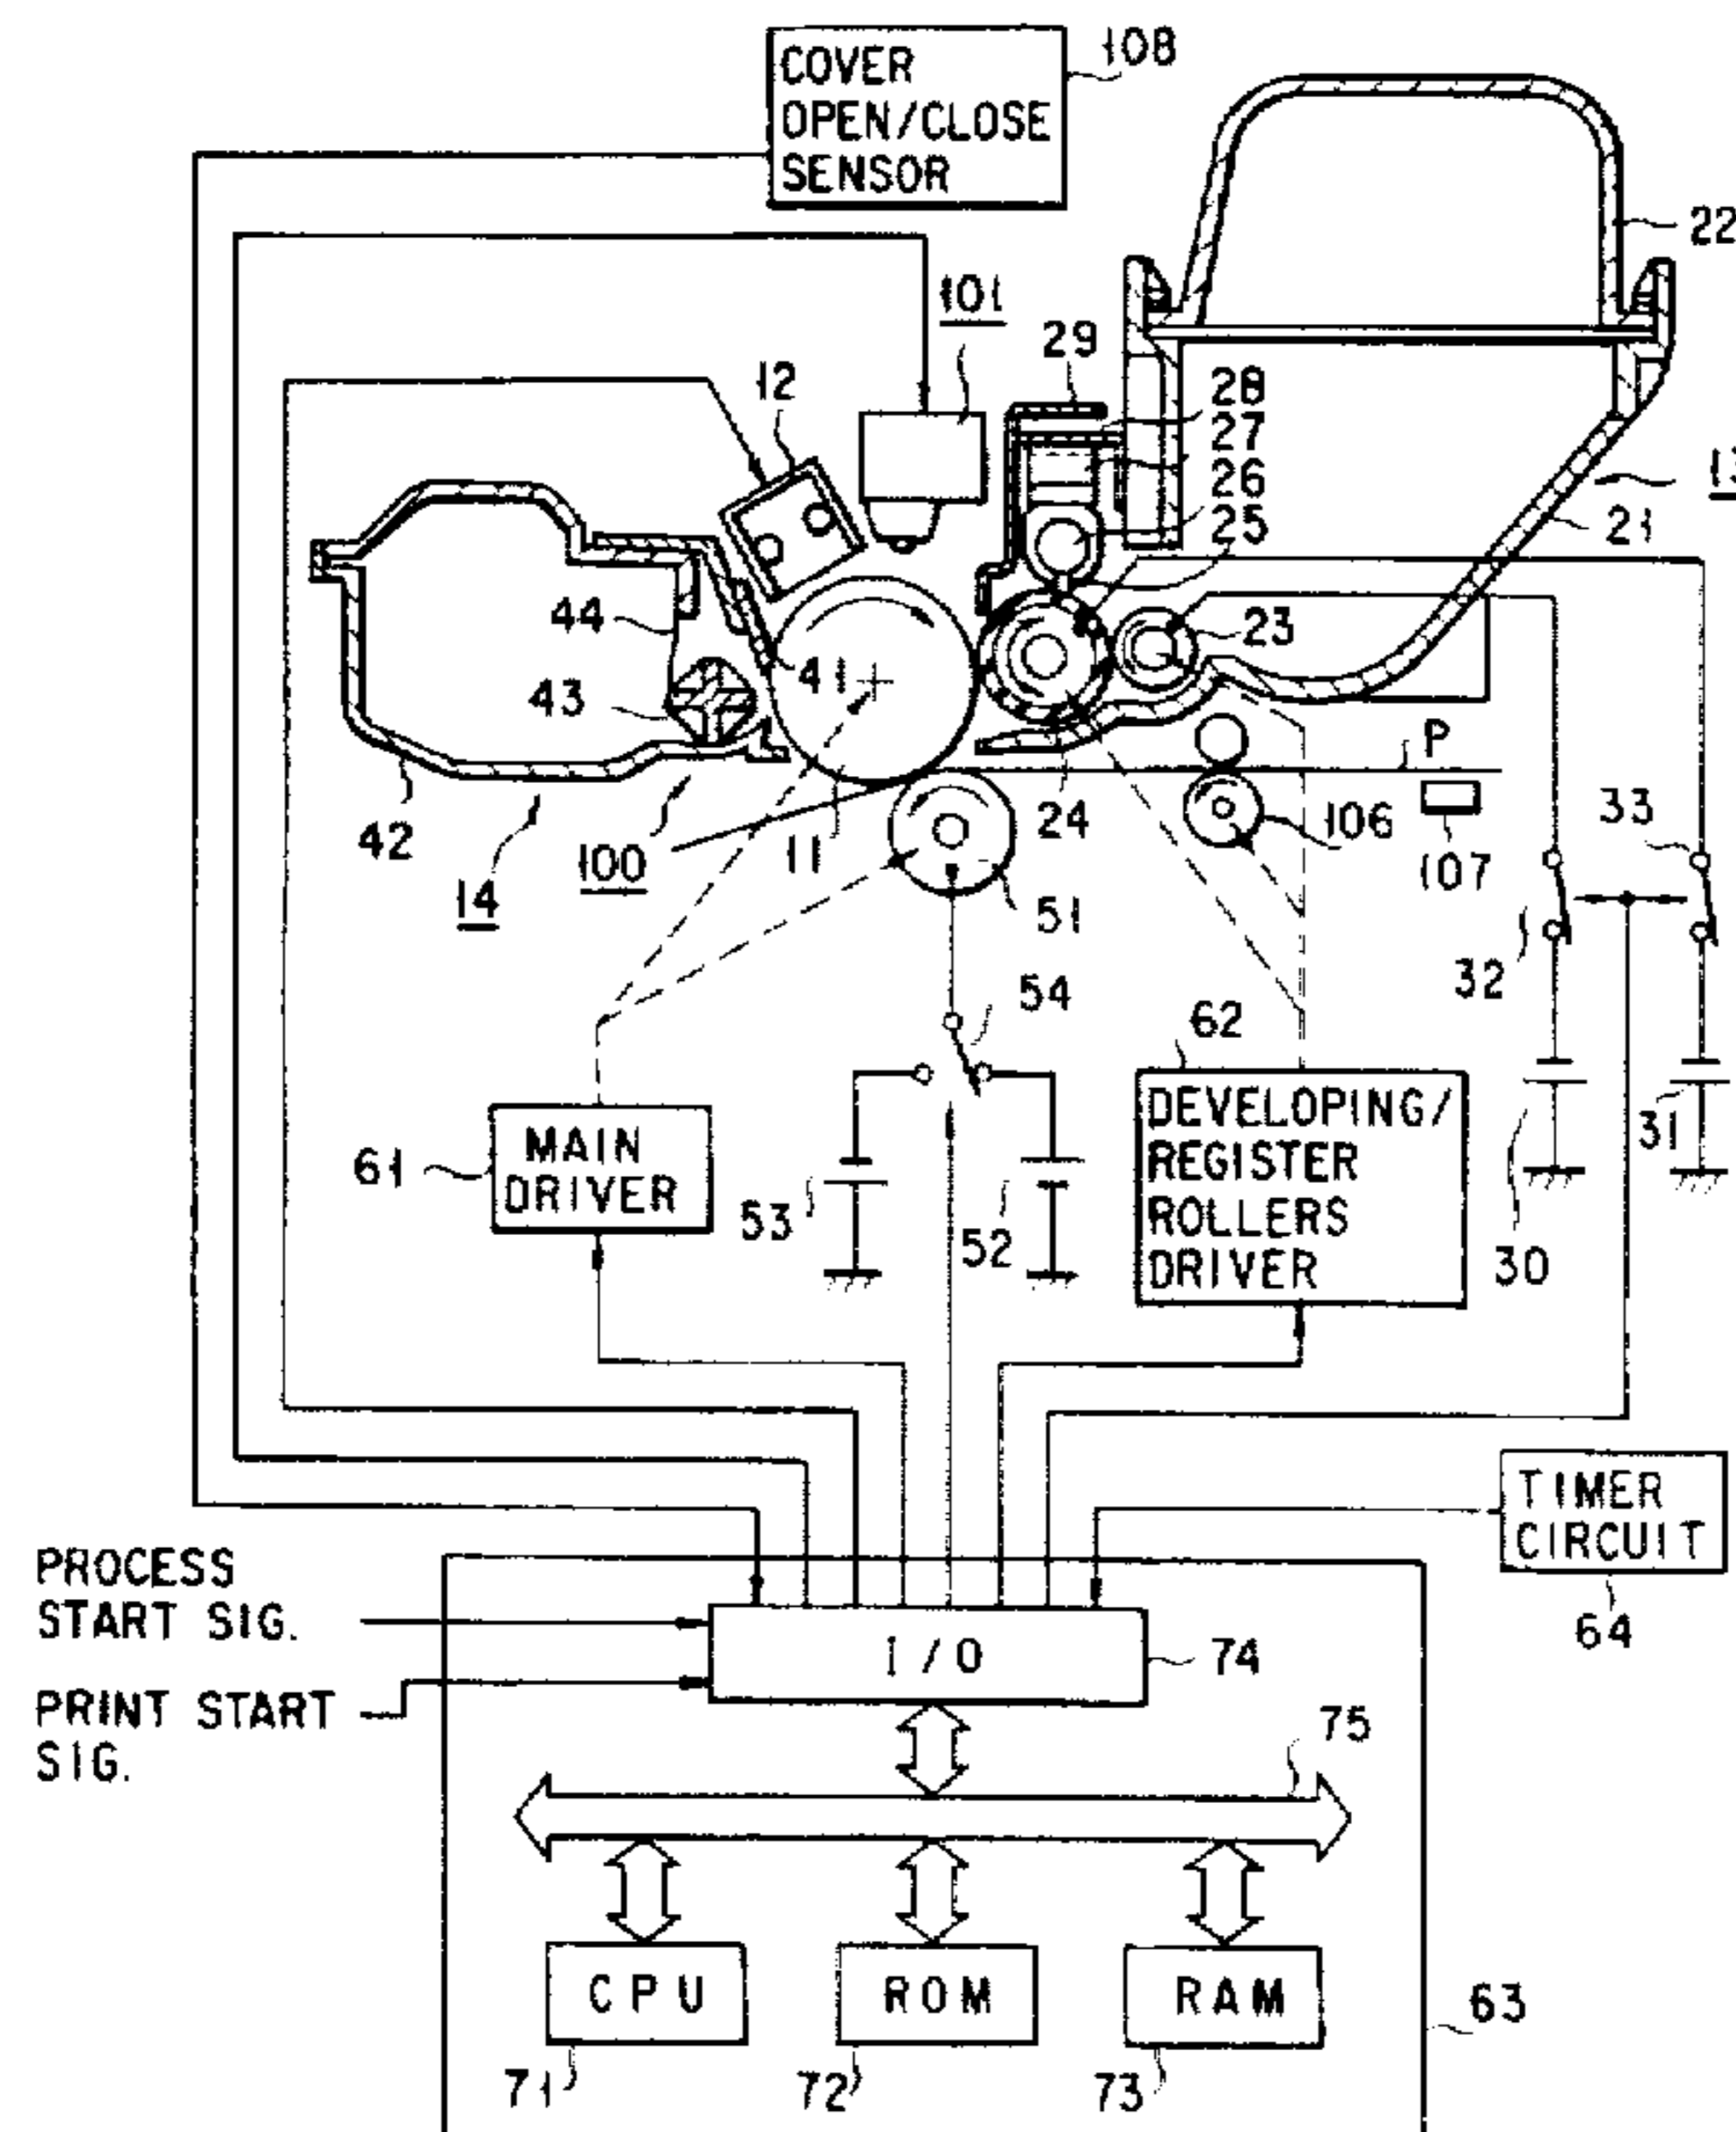 COVER
OPEN/CLOSE
SENSOR
108
22
101
29
12
28
27
26
25
21
44
41
23
43
P
42
14
100
11
24
106
107
33
51
32
54
62
MAIN
DRIVER
61
53
52
DEVELOPING/
REGISTER
ROLLERS
DRIVER
31
30
TIMER
CIRCUIT
64
PROCESS
START SIG.
PRINT START
SIG.
I/O
74
75
CPU
ROM
RAM
63
71
72
73